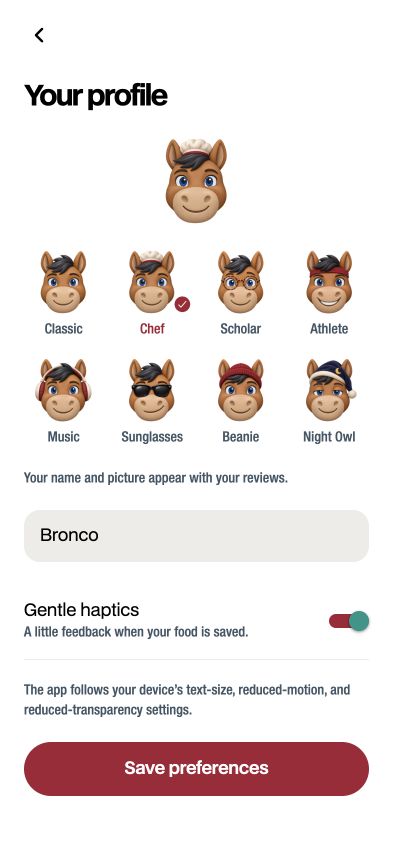 Your profile
Classic
Chef
Scholar
Athlete
Music
Sunglasses
Beanie
Night Owl
Your name and picture appear with your reviews.
Bronco
Gentle haptics
A little feedback when your food is saved.
The app follows your device's text-size, reduced-motion, and
reduced-transparency settings.
Save preferences